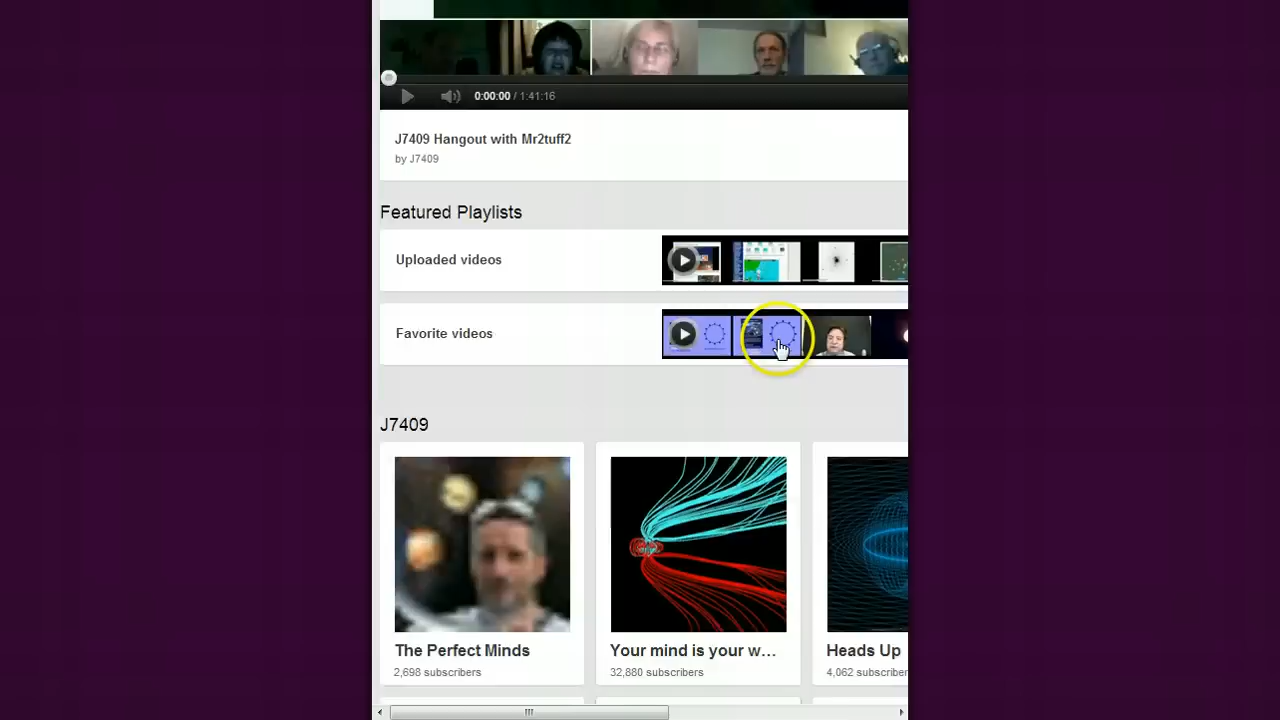 0:00:00 / 1:41:16
J7409 Hangout with Mr2tuff2
by J7409
Featured Playlists
Uploaded videos
Favorite videos
J7409
The Perfect Minds
Your mind is your w...
Heads Up
2,698 subscribers
32,880 subscribers
4,062 subscriber